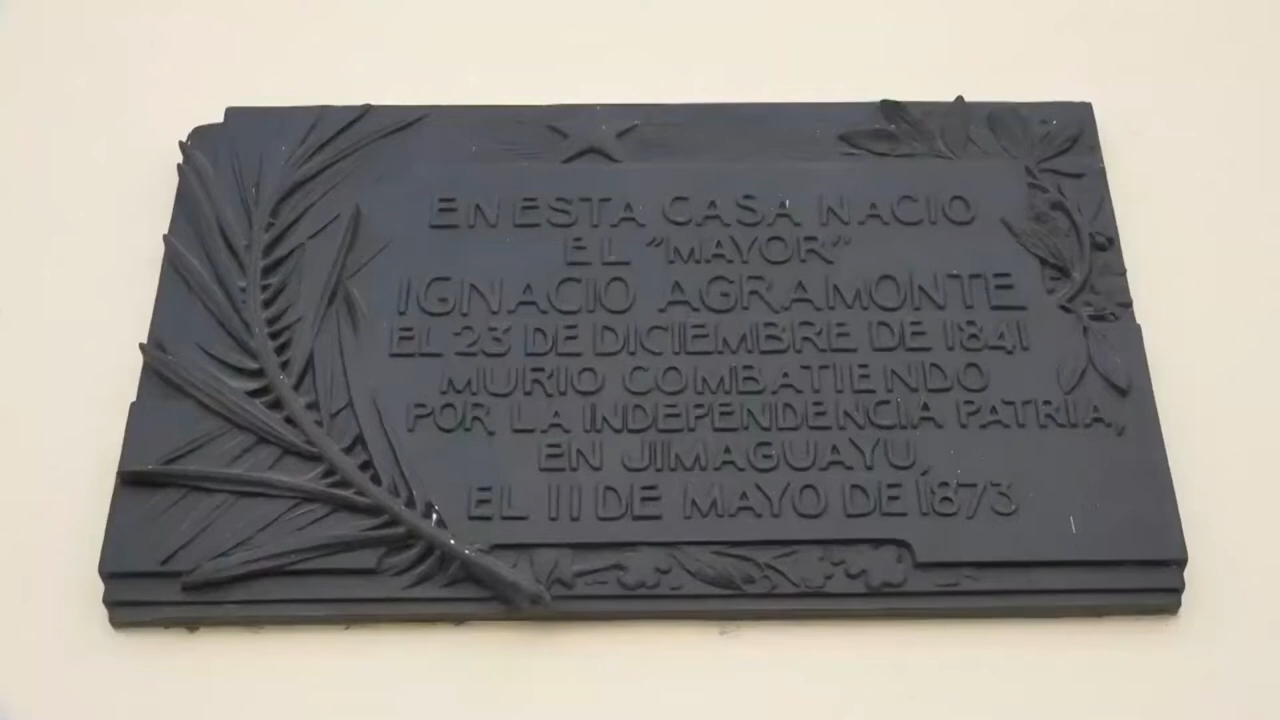 EN ESTA CASA NACIO
EL "MAYOR"
IGNACIO AGRAMONTE
EL 23 DE DICIEMBRE DE 1841
MURIO COMBATIENDO
POR LA INDEPENDENCIA PATRIA,
EN JIMAGUAYU,
EL 11 DE MAYO DE 1873